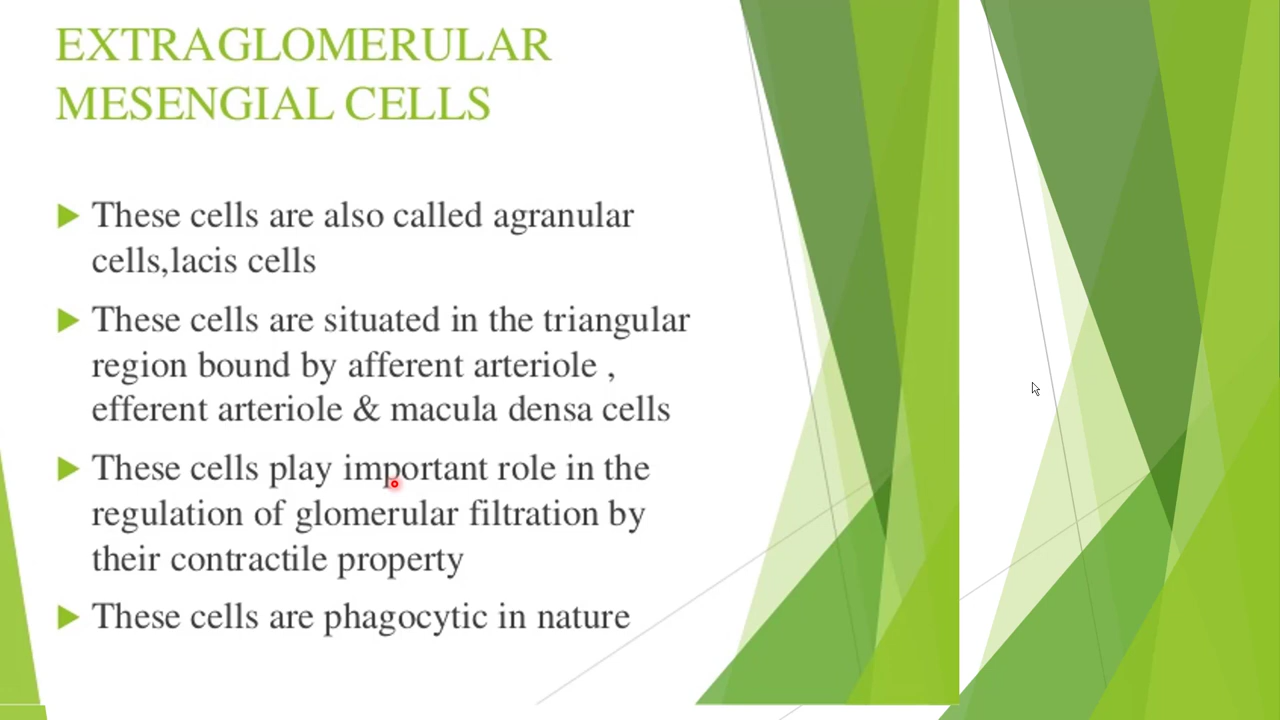 EXTRAGLOMERULAR
MESENGIAL CELLS
These cells are also called agranular
cells,lacis cells
These cells are situated in the triangular
region bound by afferent arteriole ,
efferent arteriole & macula densa cells
These cells play important role in the
regulation of glomerular filtration by
their contractile property
These cells are phagocytic in nature